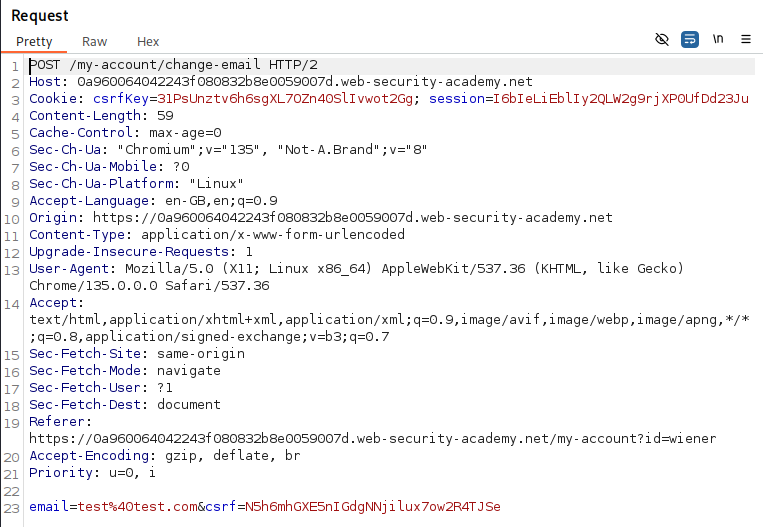 Request
Pretty Raw Hex
\n
1 POST /my-account/change-email HTTP/2
2 Host: 0a960064042243f080832b8e0059007d.web-security-academy.net
3 Cookie: csrfKey=31PsUnztv6h6sgXL7OZn40SlIvwot2Gg; session=I6bIeLiEblIy2QLW2g9rjXP0UfDd23Ju
4 Content-Length: 59
5 Cache-Control: max-age=0
6 Sec-Ch-Ua: "Chromium";v="135", "Not-A.Brand";v="8"
7 Sec-Ch-Ua-Mobile: ?0
8 Sec-Ch-Ua-Platform: "Linux"
9 Accept-Language: en-GB,en;q=0.9
10 Origin: https://0a960064042243f080832b8e0059007d.web-security-academy.net
11 Content-Type: application/x-www-form-urlencoded
12 Upgrade-Insecure-Requests: 1
13 User-Agent: Mozilla/5.0 (X11; Linux x86_64) AppleWebKit/537.36 (KHTML, like Gecko)
Chrome/135.0.0.0 Safari/537.36
14 Accept:
text/html,application/xhtml+xml,application/xml;q=0.9,image/avif,image/webp,image/apng,*/*
;q=0.8,application/signed-exchange;v=b3;q=0.7
15 Sec-Fetch-Site: same-origin
16 Sec-Fetch-Mode: navigate
17 Sec-Fetch-User: ?1
18 Sec-Fetch-Dest: document
19 Referer:
https://0a960064042243f080832b8e0059007d.web-security-academy.net/my-account?id=wiener
20 Accept-Encoding: gzip, deflate, br
21 Priority: u=0, i
22
23 email=test%40test.com&csrf=N5h6mhGXE5nIGdgNNjilux7ow2R4TJSe